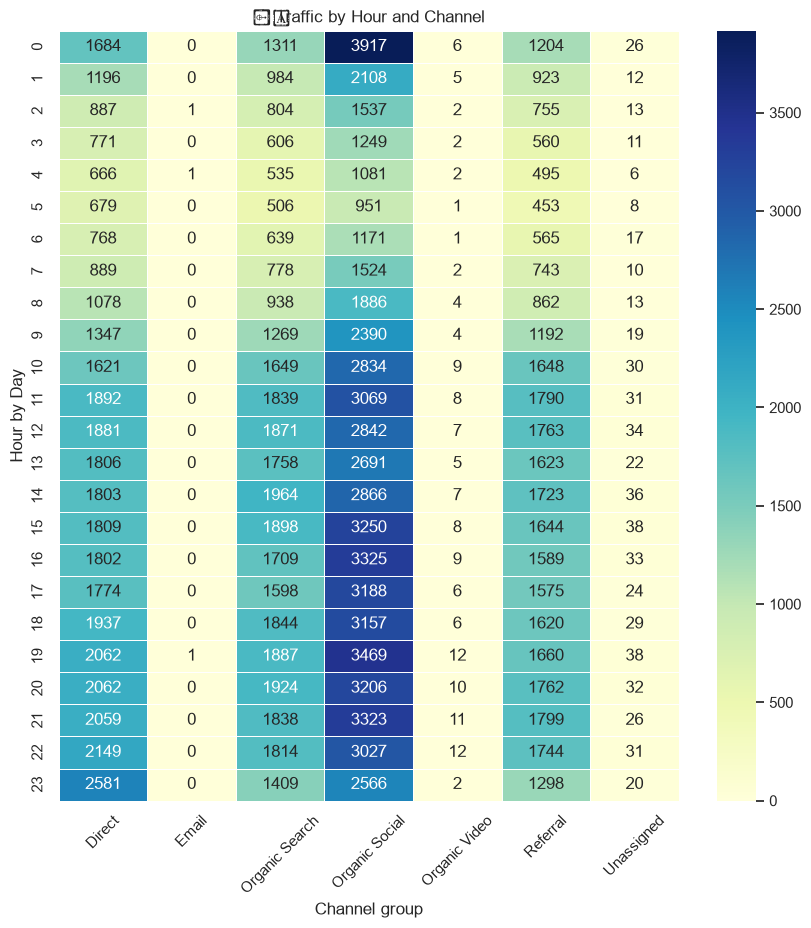 Traffic by Hour and Channel
0 1684 0 1311 3917 6 1204 26
1 1196 0 984 2108 5 923 12
2 887 1 804 1537 2 755 13
3 771 0 606 1249 2 560 11
4 666 1 535 1081 2 495 6
5 679 0 506 951 1 453 8
6 768 0 639 1171 1 565 17
7 889 0 778 1524 2 743 10
8 1078 0 938 1886 4 862 13
9 1347 0 1269 2390 4 1192 19
10 1621 0 1649 2834 9 1648 30
11 1892 0 1839 3069 8 1790 31
12 1881 0 1871 2842 7 1763 34
13 1806 0 1758 2691 5 1623 22
14 1803 0 1964 2866 7 1723 36
15 1809 0 1898 3250 8 1644 38
16 1802 0 1709 3325 9 1589 33
17 1774 0 1598 3188 6 1575 24
18 1937 0 1844 3157 6 1620 29
19 2062 1 1887 3469 12 1660 38
20 2062 0 1924 3206 10 1762 32
21 2059 0 1838 3323 11 1799 26
22 2149 0 1814 3027 12 1744 31
23 2581 0 1409 2566 2 1298 20
Hour by Day
Direct
Email
Organic Search
Organic Social
Organic Video
Referral
Unassigned
Channel group
3500
3000
2500
2000
1500
1000
500
0